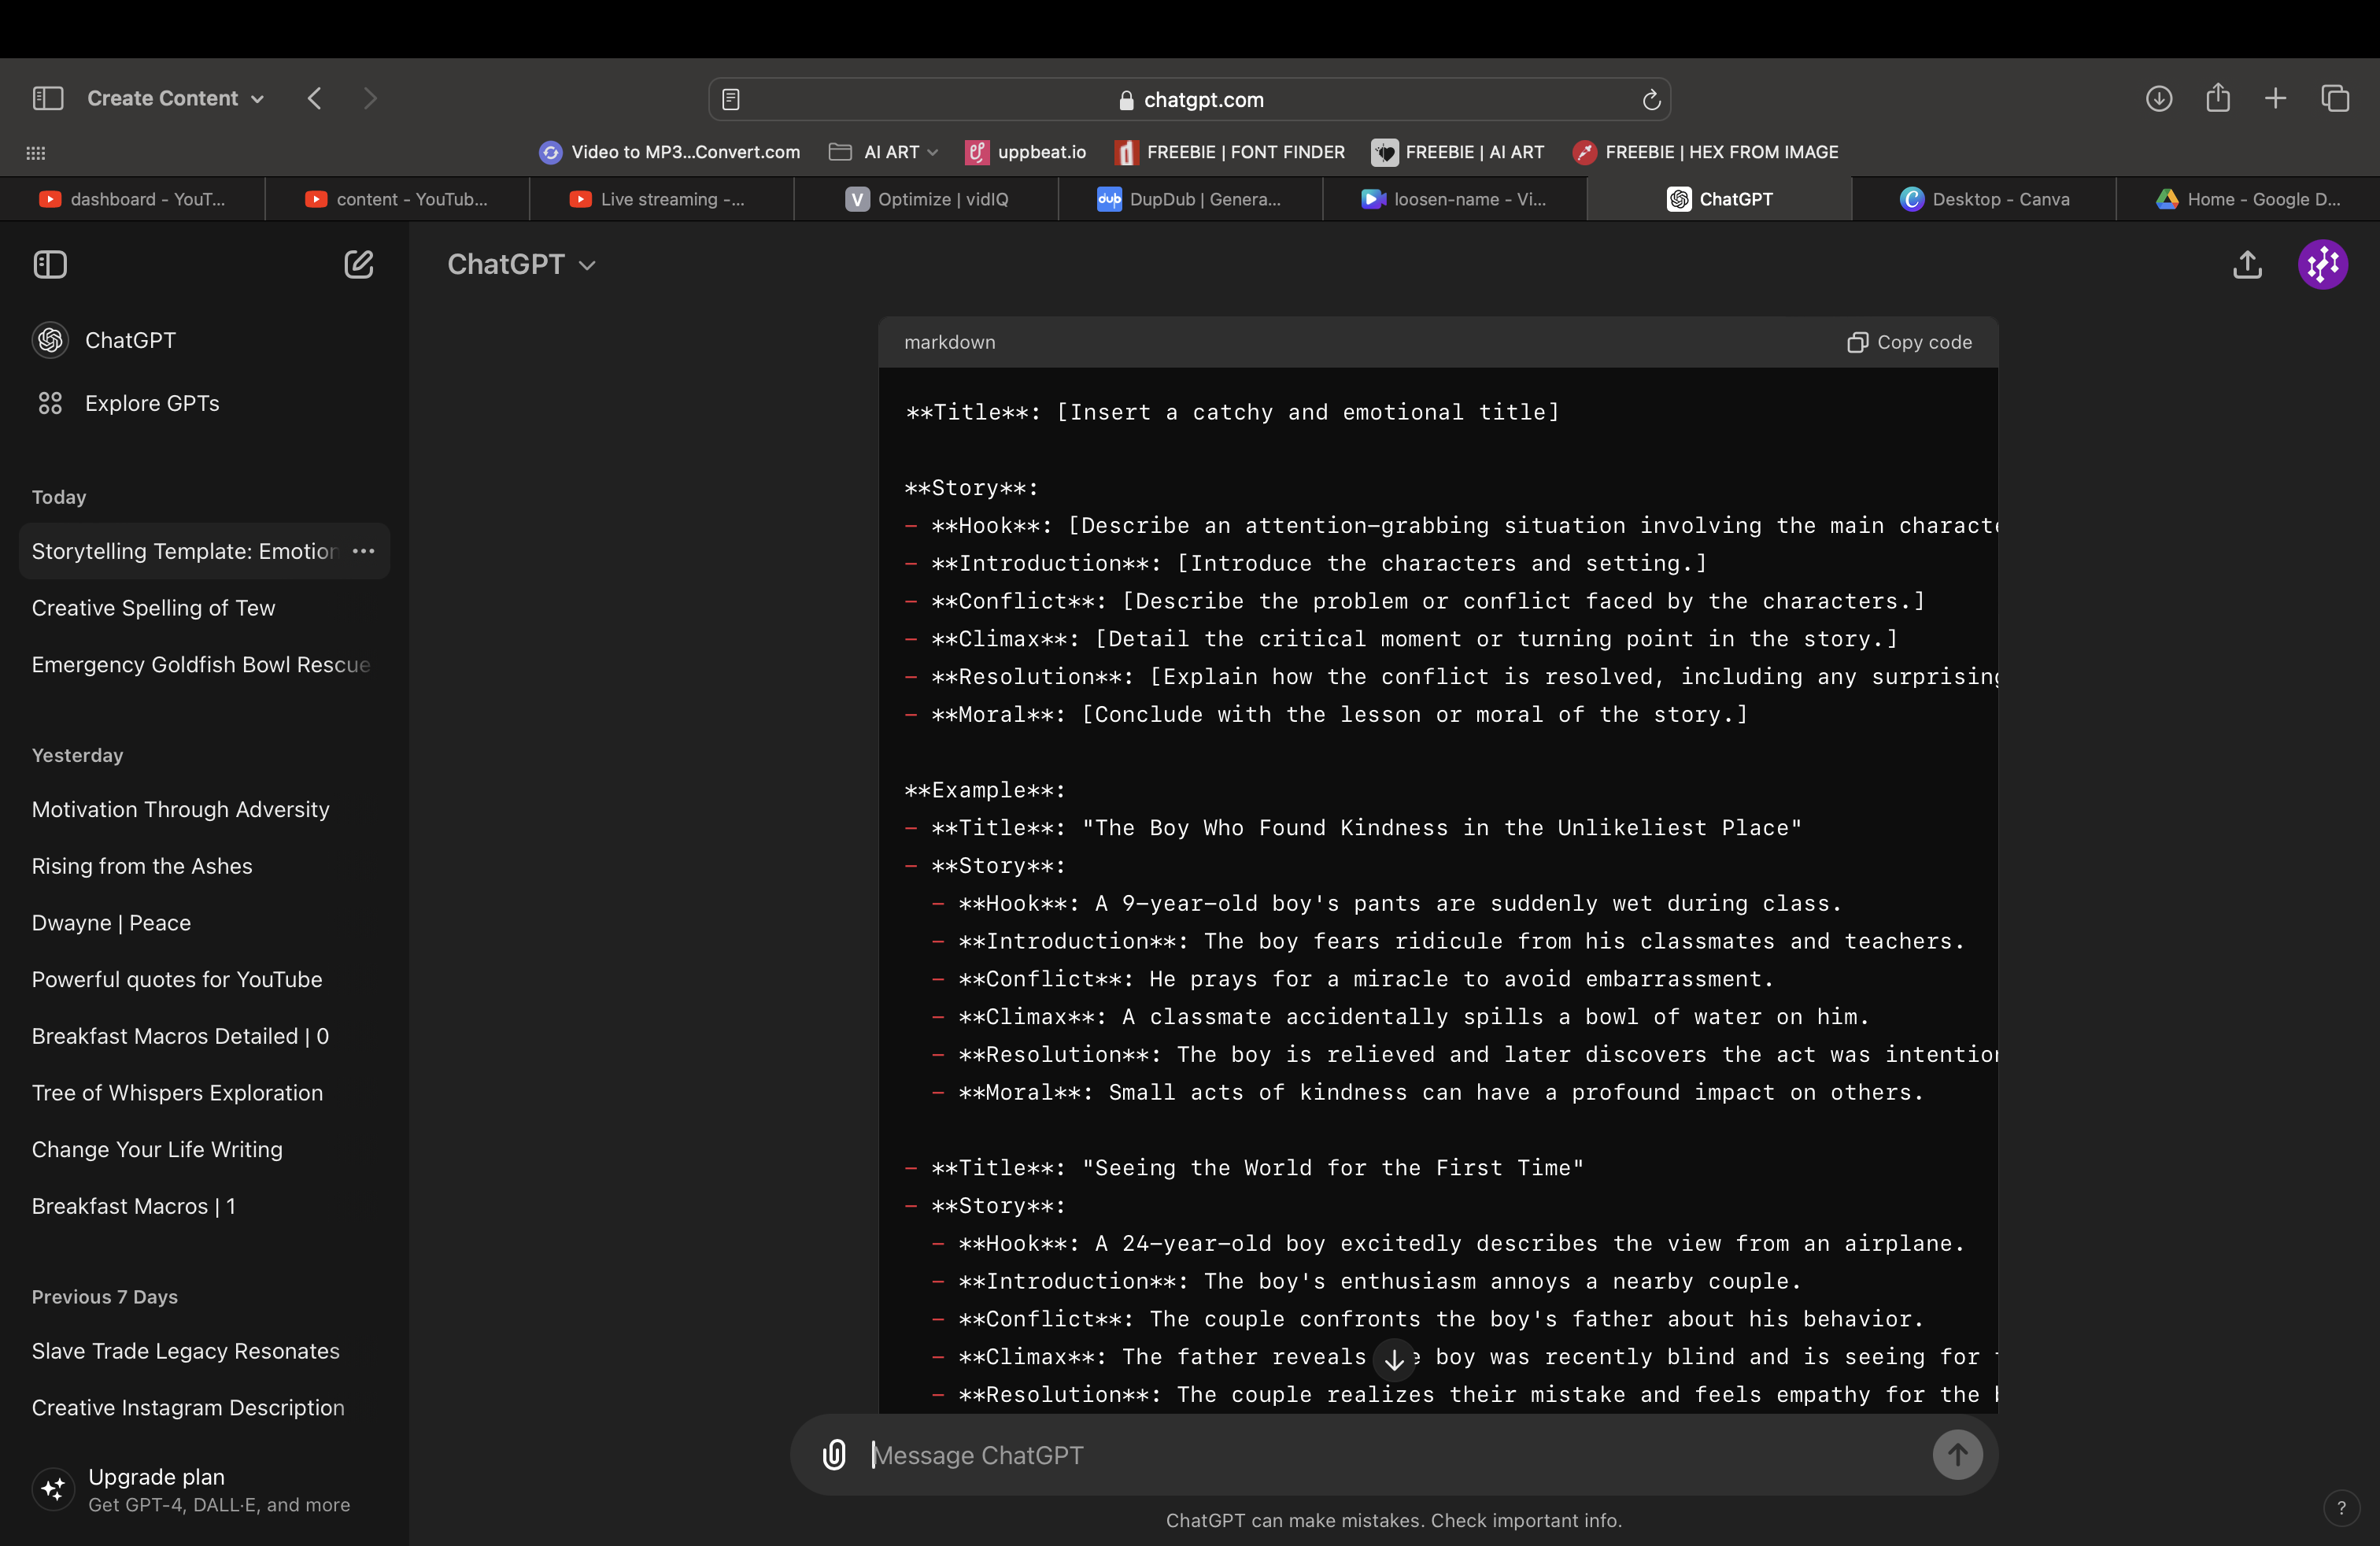 Create Content
chatgpt.com
Video to MP3...Convert.com
AI ART
uppbeat.io
FREEBIE | FONT FINDER
FREEBIE | AI ART
FREEBIE | HEX FROM IMAGE
dashboard - YouT...
content - YouTub...
Live streaming -...
V Optimize | vidIQ
dub DupDub | Genera...
loosen-name - Vi...
ChatGPT
Desktop - Canva
Home - Google D...
ChatGPT
Explore GPTs
Today
Storytelling Template: Emotion
Creative Spelling of Tew
Emergency Goldfish Bowl Rescue
Yesterday
Motivation Through Adversity
Rising from the Ashes
Dwayne | Peace
Powerful quotes for YouTube
Breakfast Macros Detailed | 0
Tree of Whispers Exploration
Change Your Life Writing
Breakfast Macros | 1
Previous 7 Days
Slave Trade Legacy Resonates
Creative Instagram Description
Upgrade plan
Get GPT-4, DALL·E, and more
ChatGPT
markdown
Copy code
**Title**: [Insert a catchy and emotional title]
**Story**:
- **Hook**: [Describe an attention-grabbing situation involving the main characte
- **Introduction**: [Introduce the characters and setting.]
- **Conflict**: [Describe the problem or conflict faced by the characters.]
- **Climax**: [Detail the critical moment or turning point in the story.]
- **Resolution**: [Explain how the conflict is resolved, including any surprising
- **Moral**: [Conclude with the lesson or moral of the story.]
**Example**:
- **Title**: "The Boy Who Found Kindness in the Unlikeliest Place"
- **Story**:
- **Hook**: A 9-year-old boy's pants are suddenly wet during class.
- **Introduction**: The boy fears ridicule from his classmates and teachers.
- **Conflict**: He prays for a miracle to avoid embarrassment.
- **Climax**: A classmate accidentally spills a bowl of water on him.
- **Resolution**: The boy is relieved and later discovers the act was intention
- **Moral**: Small acts of kindness can have a profound impact on others.
- **Title**: "Seeing the World for the First Time"
- **Story**:
- **Hook**: A 24-year-old boy excitedly describes the view from an airplane.
- **Introduction**: The boy's enthusiasm annoys a nearby couple.
- **Conflict**: The couple confronts the boy's father about his behavior.
- **Climax**: The father reveals boy was recently blind and is seeing for
- **Resolution**: The couple realizes their mistake and feels empathy for the
Message ChatGPT
ChatGPT can make mistakes. Check important info.
?